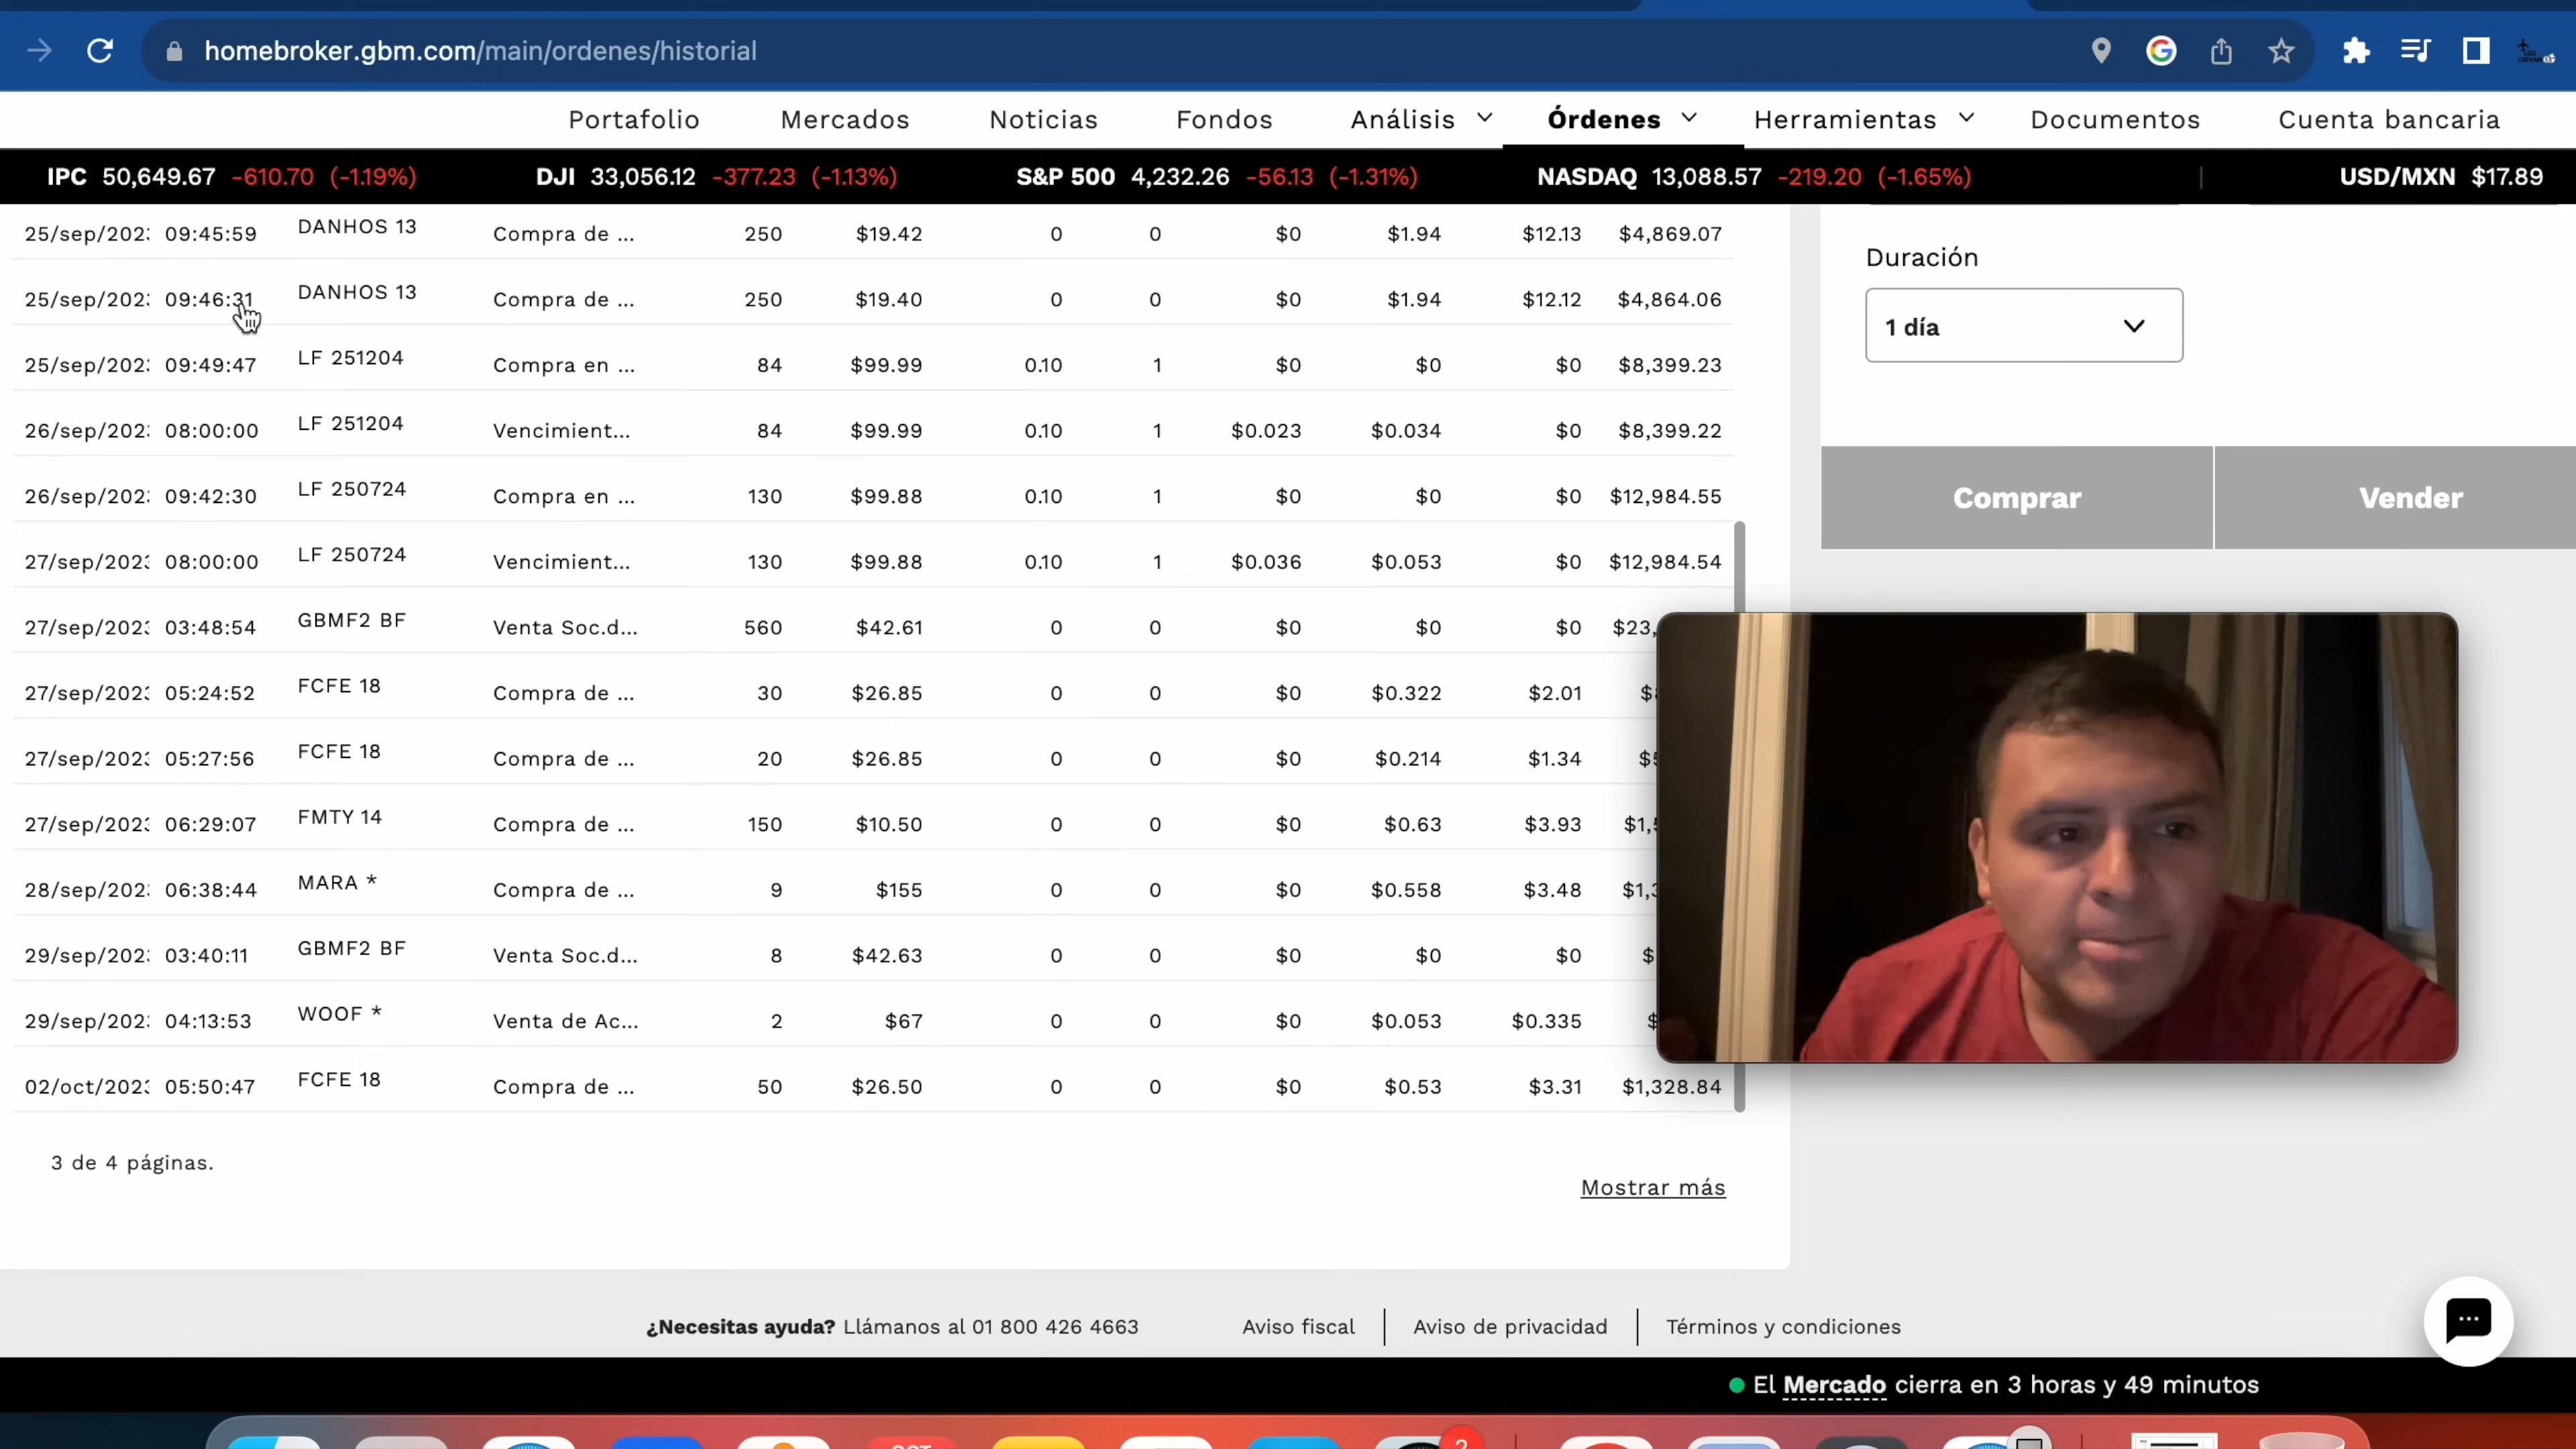 homebroker.gbm.com/main/ordenes/historial
Portafolio Mercados Noticias Fondos Análisis Órdenes Herramientas Documentos Cuenta bancaria
IPC 50,649.67 -610.70 (-1.19%) DJI 33,056.12 -377.23 (-1.13%) S&P 500 4,232.26 -56.13 (-1.31%) NASDAQ 13,088.57 -219.20 (-1.65%) | USD/MXN $17.89
25/sep/202 09:45:59 DANHOS 13 Compra de ... 250 $19.42 0 0 $0 $1.94 $12.13 $4,869.07
25/sep/202 09:46:31 DANHOS 13 Compra de ... 250 $19.40 0 0 $0 $1.94 $12.12 $4,864.06
25/sep/202 09:49:47 LF 251204 Compra en ... 84 $99.99 0.10 1 $0 $0 $0 $8,399.23
26/sep/202 08:00:00 LF 251204 Vencimient... 84 $99.99 0.10 1 $0.023 $0.034 $0 $8,399.22
26/sep/202 09:42:30 LF 250724 Compra en ... 130 $99.88 0.10 1 $0 $0 $0 $12,984.55
27/sep/202 08:00:00 LF 250724 Vencimient... 130 $99.88 0.10 1 $0.036 $0.053 $0 $12,984.54
27/sep/202 03:48:54 GBMF2 BF Venta Soc.d... 560 $42.61 0 0 $0 $0 $0 $23,
27/sep/202 05:24:52 FCFE 18 Compra de ... 30 $26.85 0 0 $0 $0.322 $2.01 $
27/sep/202 05:27:56 FCFE 18 Compra de ... 20 $26.85 0 0 $0 $0.214 $1.34 $
27/sep/202 06:29:07 FMTY 14 Compra de ... 150 $10.50 0 0 $0 $0.63 $3.93 $1,
28/sep/202 06:38:44 MARA * Compra de ... 9 $155 0 0 $0 $0.558 $3.48 $1,
29/sep/202 03:40:11 GBMF2 BF Venta Soc.d... 8 $42.63 0 0 $0 $0 $0 $
29/sep/202 04:13:53 WOOF * Venta de Ac... 2 $67 0 0 $0 $0.053 $0.335 $
02/oct/202 05:50:47 FCFE 18 Compra de ... 50 $26.50 0 0 $0 $0.53 $3.31 $1,328.84
Duración
1 día
Comprar Vender
3 de 4 páginas.
Mostrar más
¿Necesitas ayuda? Llámanos al 01 800 426 4663 Aviso fiscal Aviso de privacidad Términos y condiciones
El Mercado cierra en 3 horas y 49 minutos